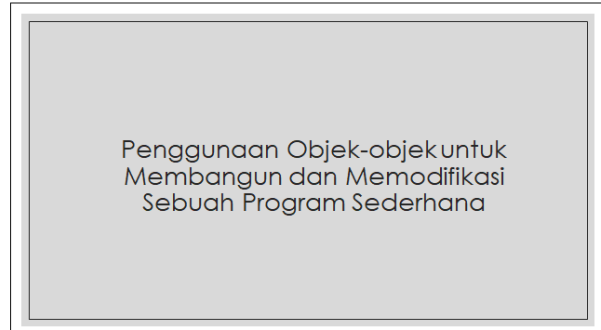 Penggunaan Objek-objek untuk
Membangun dan Memodifikasi
Sebuah Program Sederhana